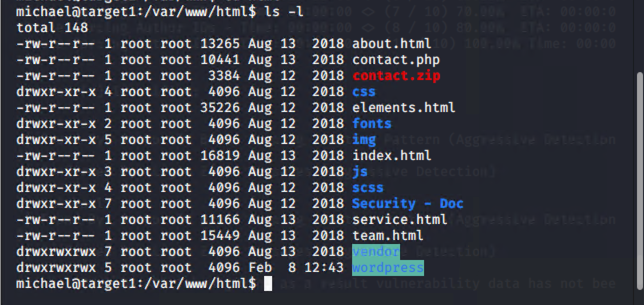 michael@target1:/var/www/html$ ls -l
total 148
-rw-r--r-- 1 root root 13265 Aug 13 2018 about.html
-rw-r--r-- 1 root root 10441 Aug 13 2018 contact.php
-rw-r--r-- 1 root root 3384 Aug 12 2018 contact.zip
drwxr-xr-x 4 root root 4096 Aug 12 2018 css
-rw-r--r-- 1 root root 35226 Aug 12 2018 elements.html
drwxr-xr-x 2 root root 4096 Aug 12 2018 fonts
drwxr-xr-x 5 root root 4096 Aug 12 2018 img
-rw-r--r-- 1 root root 16819 Aug 13 2018 index.html
drwxr-xr-x 3 root root 4096 Aug 12 2018 js
drwxr-xr-x 4 root root 4096 Aug 12 2018 scss
drwxr-xr-x 7 root root 4096 Aug 12 2018 Security - Doc
-rw-r--r-- 1 root root 11166 Aug 13 2018 service.html
-rw-r--r-- 1 root root 15449 Aug 13 2018 team.html
drwxrwxrwx 7 root root 4096 Aug 13 2018 vendor
drwxrwxrwx 5 root root 4096 Feb 8 12:43 wordpress
michael@target1:/var/www/html$